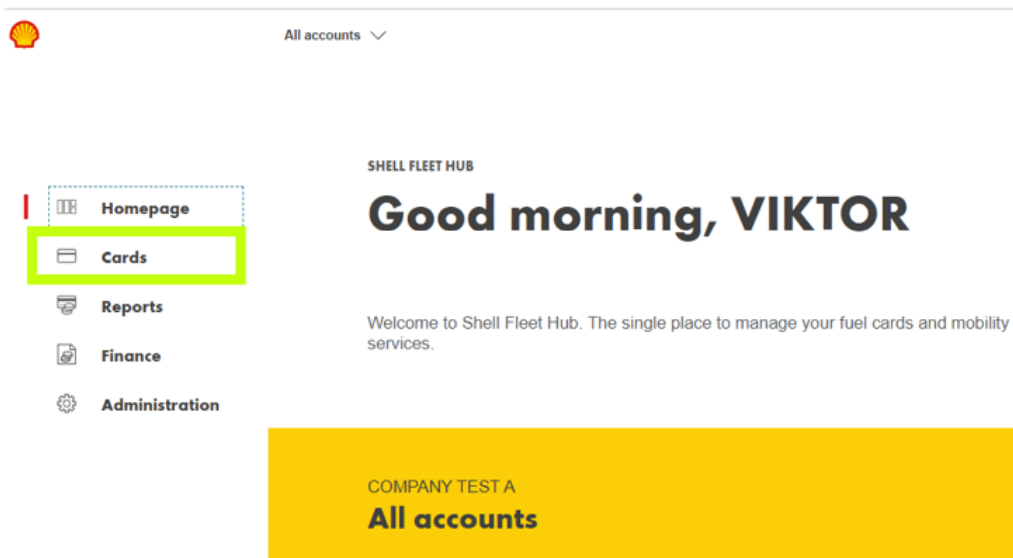 All accounts
SHELL FLEET HUB
Good morning, VIKTOR
Homepage
Cards
Reports
Finance
Administration
Welcome to Shell Fleet Hub. The single place to manage your fuel cards and mobility
services.
COMPANY TEST A
All accounts